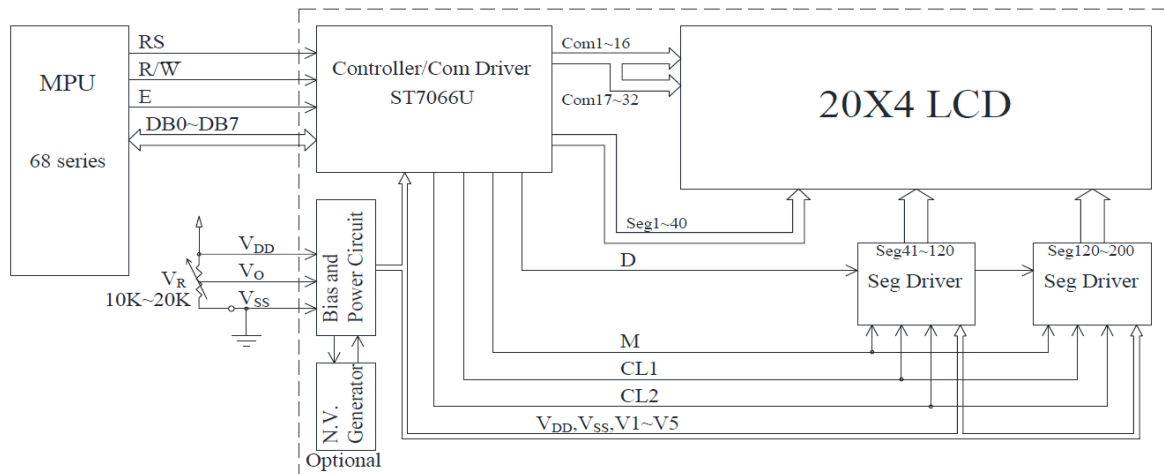 MPU
68 series
RS
R/W̅
E
DB0~DB7
Controller/Com Driver
ST7066U
Com1~16
Com17~32
20X4 LCD
Seg1~40
Seg41~120
Seg Driver
Seg120~200
Seg Driver
D
M
CL1
CL2
VDD,VSS,V1~V5
VDD
VO
VSS
VR
10K~20K
Bias and
Power Circuit
N.V.
Generator
Optional